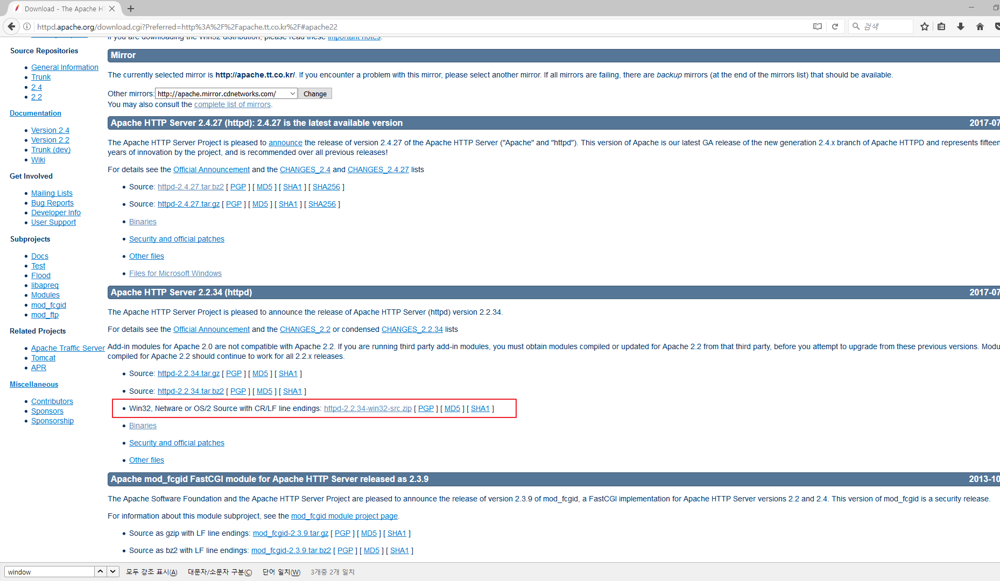 Download - The Apache H
httpd.apache.org/download.cgi?Preferred=http%3A%2F%2Fapache.tt.co.kr%2F#apache22
검색
If you are downloading the Win32 distribution, please read these important notes.
Source Repositories
General Information
Trunk
2.4
2.2
Documentation
Version 2.4
Version 2.2
Trunk (dev)
Wiki
Get Involved
Mailing Lists
Bug Reports
Developer Info
User Support
Subprojects
Docs
Test
Flood
libapreq
Modules
mod_fcgid
mod_ftp
Related Projects
Apache Traffic Server
Tomcat
APR
Miscellaneous
Contributors
Sponsors
Sponsorship
Mirror
The currently selected mirror is http://apache.tt.co.kr/. If you encounter a problem with this mirror, please select another mirror. If all mirrors are failing, there are backup mirrors (at the end of the mirrors list) that should be available.
Other mirrors: http://apache.mirror.cdnetworks.com/ Change
You may also consult the complete list of mirrors.
Apache HTTP Server 2.4.27 (httpd): 2.4.27 is the latest available version 2017-07
The Apache HTTP Server Project is pleased to announce the release of version 2.4.27 of the Apache HTTP Server ("Apache" and "httpd"). This version of Apache is our latest GA release of the new generation 2.4.x branch of Apache HTTPD and represents fifteen
years of innovation by the project, and is recommended over all previous releases!
For details see the Official Announcement and the CHANGES_2.4 and CHANGES_2.4.27 lists
Source: httpd-2.4.27.tar.bz2 [ PGP ] [ MD5 ] [ SHA1 ] [ SHA256 ]
Source: httpd-2.4.27.tar.gz [ PGP ] [ MD5 ] [ SHA1 ] [ SHA256 ]
Binaries
Security and official patches
Other files
Files for Microsoft Windows
Apache HTTP Server 2.2.34 (httpd) 2017-07
The Apache HTTP Server Project is pleased to announce the release of Apache HTTP Server (httpd) version 2.2.34.
For details see the Official Announcement and the CHANGES_2.2 or condensed CHANGES_2.2.34 lists
Add-in modules for Apache 2.0 are not compatible with Apache 2.2. If you are running third party add-in modules, you must obtain modules compiled or updated for Apache 2.2 from that third party, before you attempt to upgrade from these previous versions. Modu
compiled for Apache 2.2 should continue to work for all 2.2.x releases.
Source: httpd-2.2.34.tar.gz [ PGP ] [ MD5 ] [ SHA1 ]
Source: httpd-2.2.34.tar.bz2 [ PGP ] [ MD5 ] [ SHA1 ]
Win32, Netware or OS/2 Source with CR/LF line endings: httpd-2.2.34-win32-src.zip [ PGP ] [ MD5 ] [ SHA1 ]
Binaries
Security and official patches
Other files
Apache mod_fcgid FastCGI module for Apache HTTP Server released as 2.3.9 2013-10
The Apache Software Foundation and the Apache HTTP Server Project are pleased to announce the release of version 2.3.9 of mod_fcgid, a FastCGI implementation for Apache HTTP Server versions 2.2 and 2.4. This version of mod_fcgid is a security release.
For information about this module subproject, see the mod_fcgid module project page.
Source as gzip with LF line endings: mod_fcgid-2.3.9.tar.gz [ PGP ] [ MD5 ] [ SHA1 ]
Source as bz2 with LF line endings: mod_fcgid-2.3.9.tar.bz2 [ PGP ] [ MD5 ] [ SHA1 ]
window 모두 강조 표시(A) 대문자/소문자 구분(C) 단어 일치(W) 3개중 2개 일치